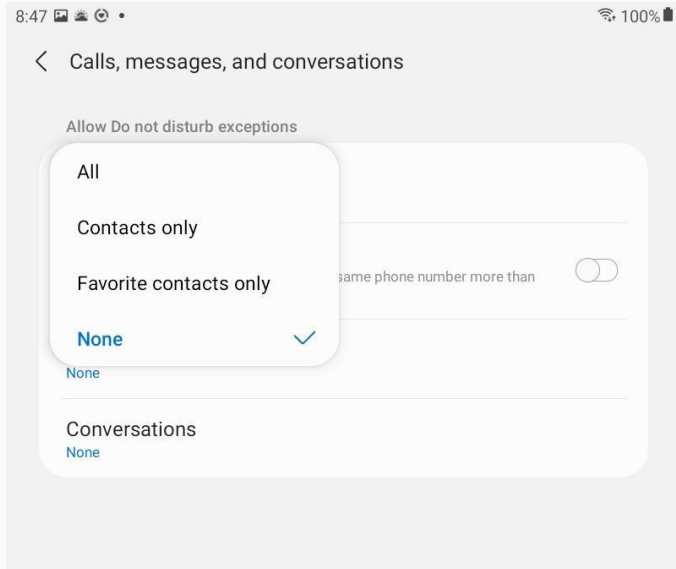 8:47
100%
Calls, messages, and conversations
Allow Do not disturb exceptions
All
Contacts only
same phone number more than
Favorite contacts only
None
None
Conversations
None